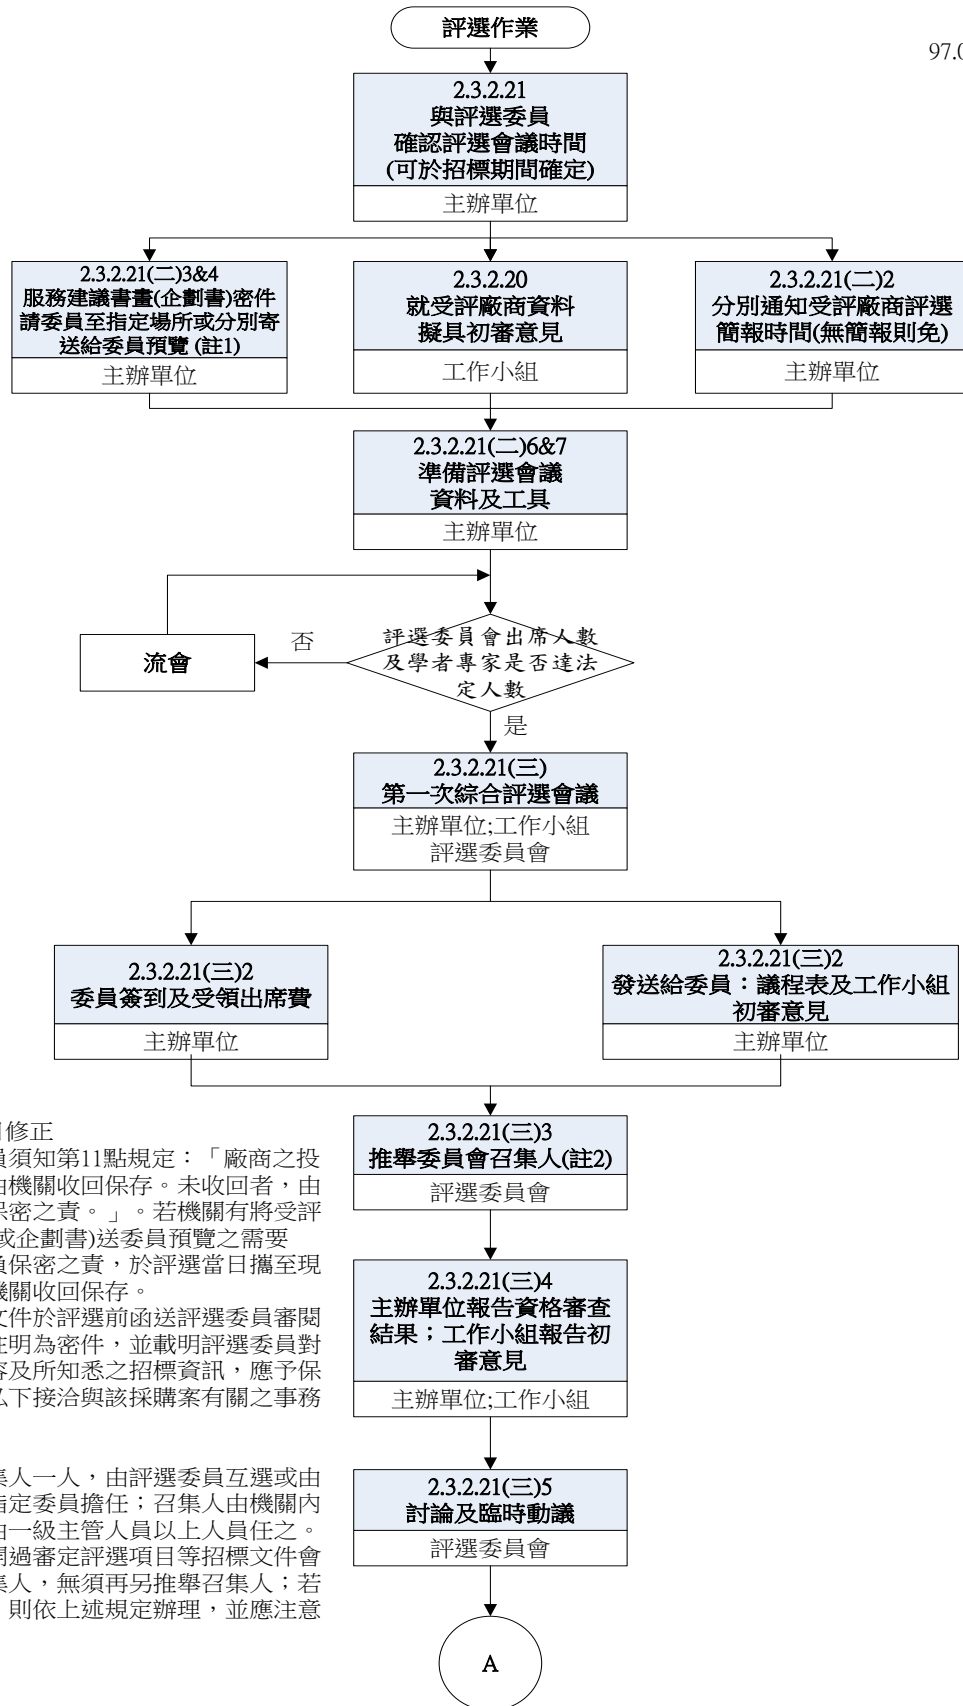 評選作業
97.0
2.3.2.21
與評選委員
確認評選會議時間
(可於招標期間確定)
主辦單位
2.3.2.21(二)3&4
服務建議書畫(企劃書)密件
請委員至指定場所或分別寄
送給委員預覽 (註1)
主辦單位
2.3.2.20
就受評廠商資料
擬具初審意見
工作小組
2.3.2.21(二)2
分別通知受評廠商評選
簡報時間(無簡報則免)
主辦單位
2.3.2.21(二)6&7
準備評選會議
資料及工具
主辦單位
評選委員會出席人數
及學者專家是否達法
定人數
否
流會
是
2.3.2.21(三)
第一次綜合評選會議
主辦單位;工作小組
評選委員會
2.3.2.21(三)2
委員簽到及受領出席費
主辦單位
2.3.2.21(三)2
發送給委員：議程表及工作小組
初審意見
主辦單位
2.3.2.21(三)3
推舉委員會召集人(註2)
評選委員會
2.3.2.21(三)4
主辦單位報告資格審查
結果；工作小組報告初
審意見
主辦單位;工作小組
2.3.2.21(三)5
討論及臨時動議
評選委員會
A
修正
員須知第11點規定：「廠商之投
由機關收回保存。未收回者，由
保密之責。」。若機關有將受評
或企劃書)送委員預覽之需要
負保密之責，於評選當日攜至現
機關收回保存。
文件於評選前函送評選委員審閱
註明為密件，並載明評選委員對
容及所知悉之招標資訊，應予保
私下接洽與該採購案有關之事務
集人一人，由評選委員互選或由
指定委員擔任；召集人由機關內
由一級主管人員以上人員任之。
開過審定評選項目等招標文件會
集人，無須再另推舉召集人；若
，則依上述規定辦理，並應注意